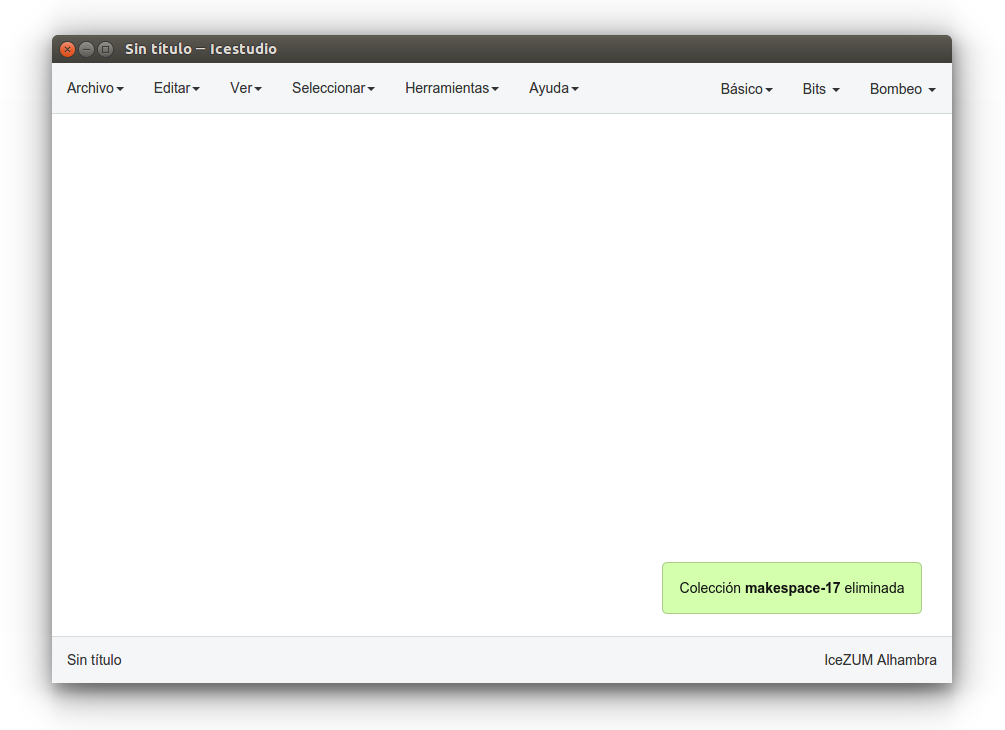 Sin título — Icestudio
Archivo Editar Ver Seleccionar Herramientas Ayuda Básico Bits Bombeo
Colección makespace-17 eliminada
Sin título IceZUM Alhambra